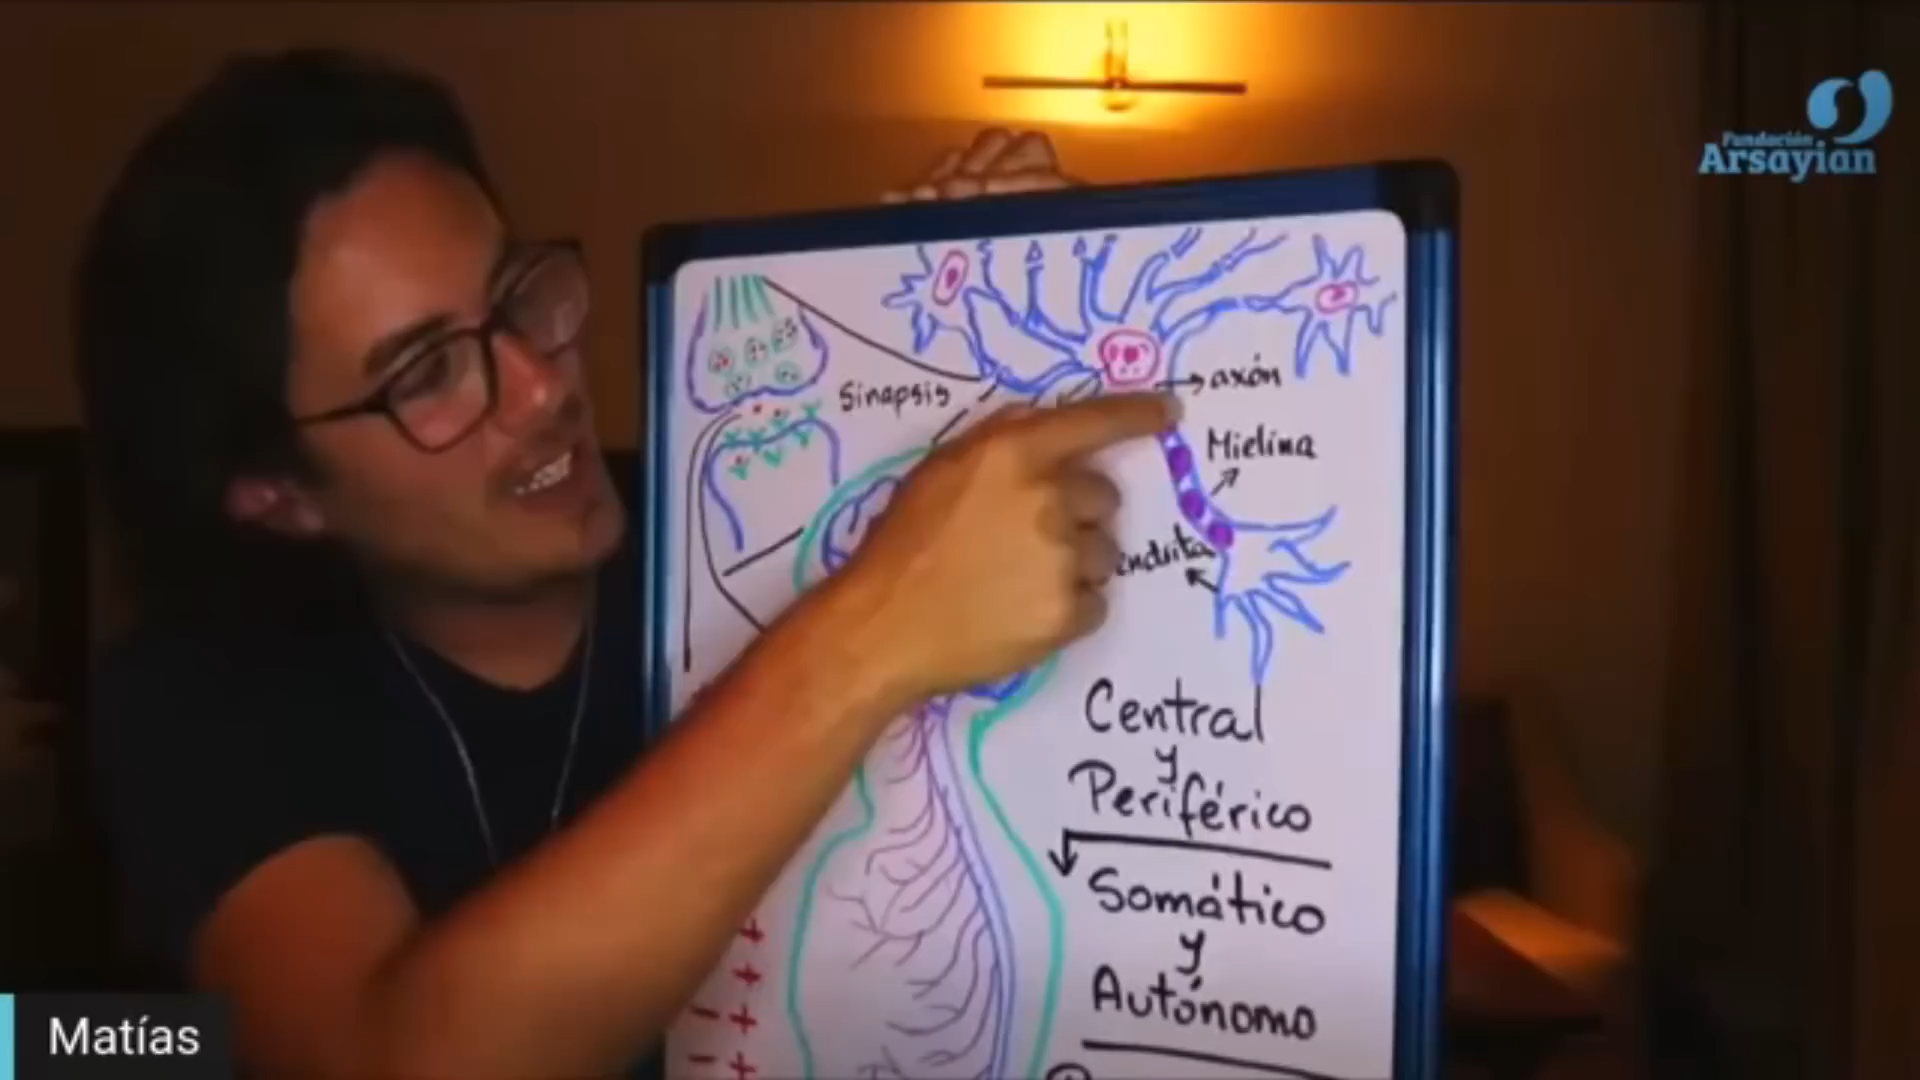 Fundación
Arsayian
Sinapsis
axón
Mielina
Central
y
Periférico
Somático
y
Autónomo
+
+
- +
- +
Matías